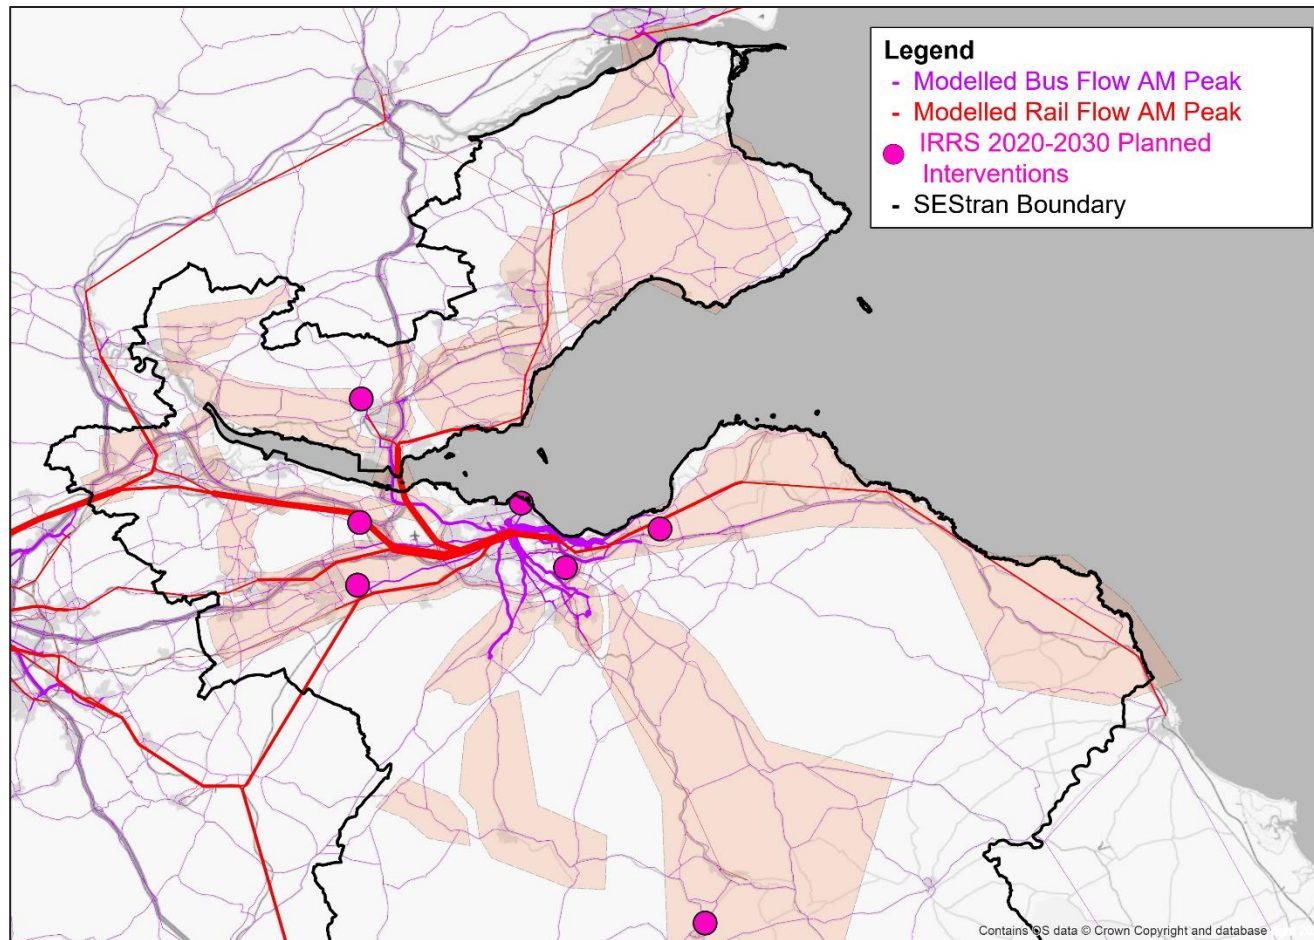 Legend
- Modelled Bus Flow AM Peak
- Modelled Rail Flow AM Peak
IRRS 2020-2030 Planned
Interventions
- SEStran Boundary
Contains OS data © Crown Copyright and database